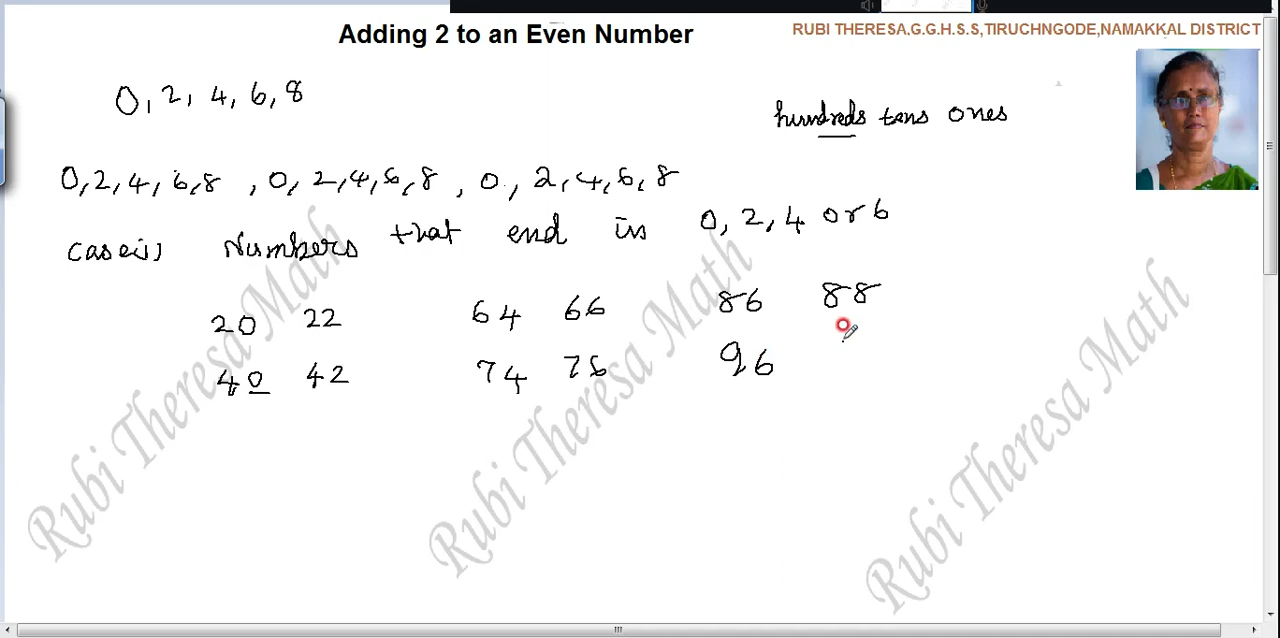 Adding 2 to an Even Number
RUBI THERESA,G.G.H.S.S,TIRUCHNGODE,NAMAKKAL DISTRICT
0, 2, 4, 6, 8
hundreds tens ones
0, 2, 4, 6, 8 , 0, 2, 4, 6, 8 , 0, 2, 4, 6, 8
case(i) Numbers that end in 0, 2, 4 or 6
20 22 64 66 86 88
40 42 74 76 96
Rubi Theresa Math
Rubi Theresa Math
Rubi Theresa Math